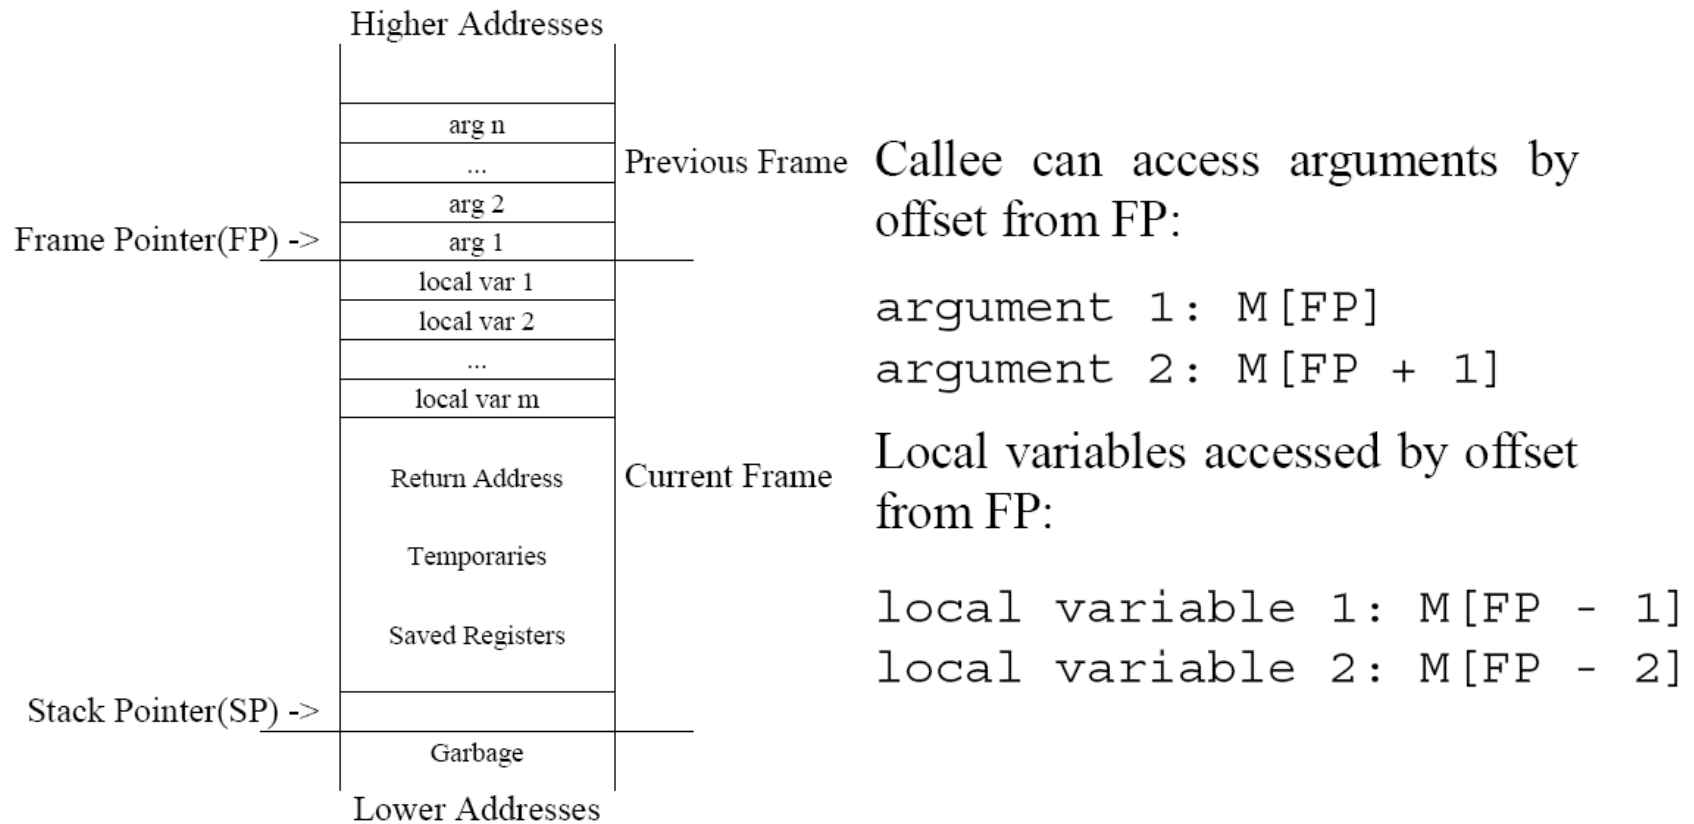 Higher Addresses
arg n
...
arg 2
arg 1
Previous Frame
Frame Pointer(FP) ->
local var 1
local var 2
...
local var m
Return Address
Temporaries
Saved Registers
Current Frame
Stack Pointer(SP) ->
Garbage
Lower Addresses
Callee can access arguments by
offset from FP:
argument 1: M[FP]
argument 2: M[FP + 1]
Local variables accessed by offset
from FP:
local variable 1: M[FP - 1]
local variable 2: M[FP - 2]